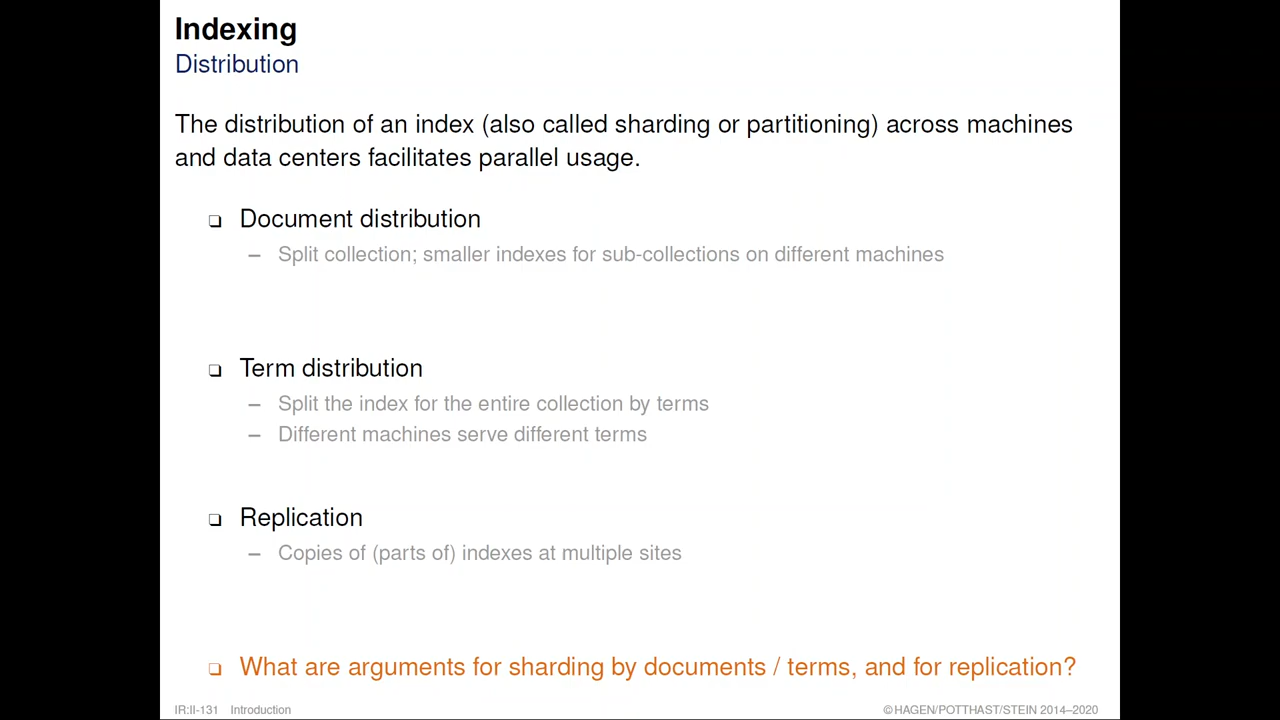 Indexing
Distribution
The distribution of an index (also called sharding or partitioning) across machines
and data centers facilitates parallel usage.
❑ Document distribution
– Split collection; smaller indexes for sub-collections on different machines
❑ Term distribution
– Split the index for the entire collection by terms
– Different machines serve different terms
❑ Replication
– Copies of (parts of) indexes at multiple sites
❑ What are arguments for sharding by documents / terms, and for replication?
IR:II-131 Introduction
© HAGEN/POTTHAST/STEIN 2014–2020